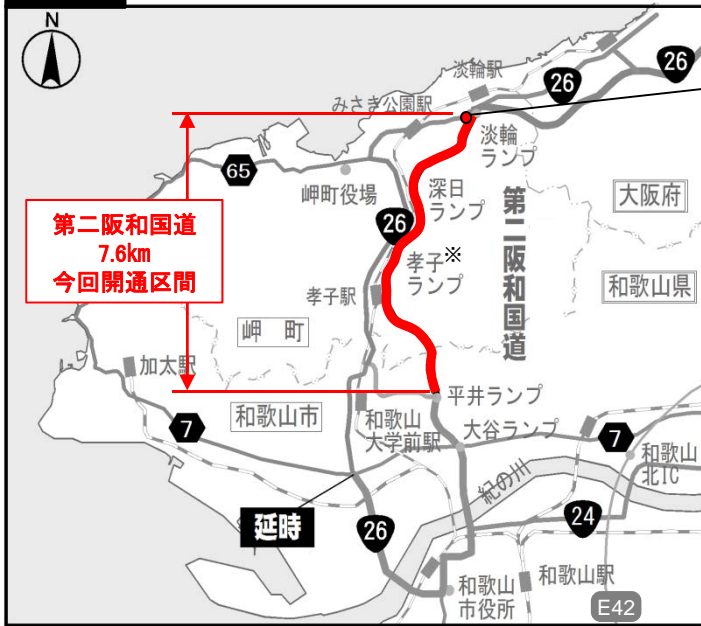 N
淡輪駅
26
26
みさき公園駅
淡輪
ランプ
65
岬町役場
深日
ランプ
第二阪和国道
大阪府
第二阪和国道
7.6km
今回開通区間
26
孝子※
ランプ
和歌山県
孝子駅
岬 町
加太駅
平井ランプ
和歌山市
7
和歌山
大学前駅
大谷ランプ
7
和歌山
北IC
紀の川
延時
26
24
和歌山
市役所
和歌山駅
E42